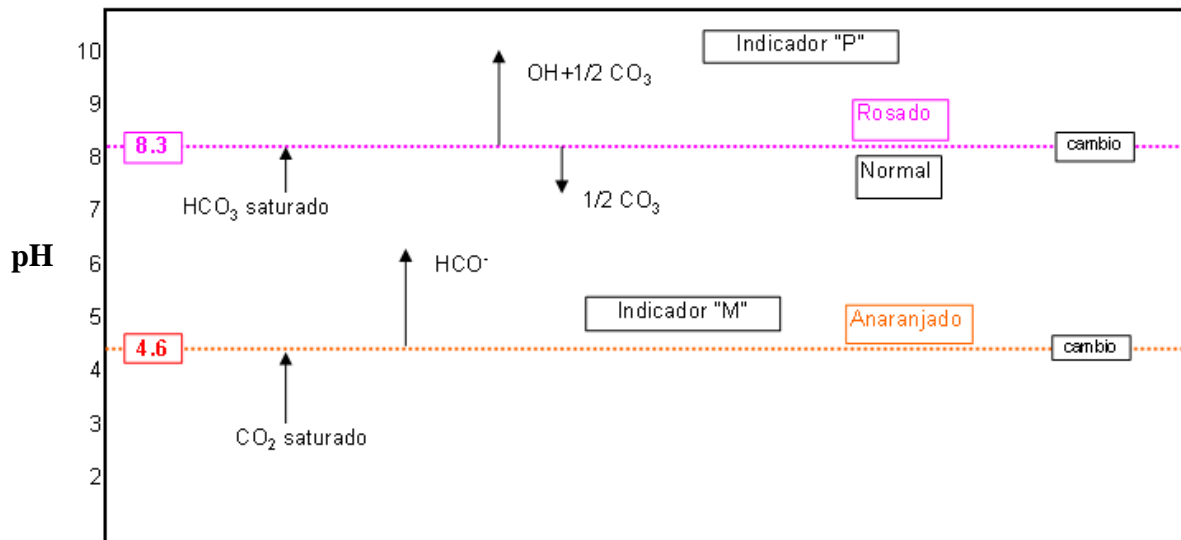 10
Indicador "P"
OH+1/2 CO₃
9
Rosado
8.3
cambio
8
Normal
1/2 CO₃
7
HCO₃ saturado
pH
6
HCO⁻
5
Indicador "M"
Anaranjado
4.6
cambio
4
3
CO₂ saturado
2